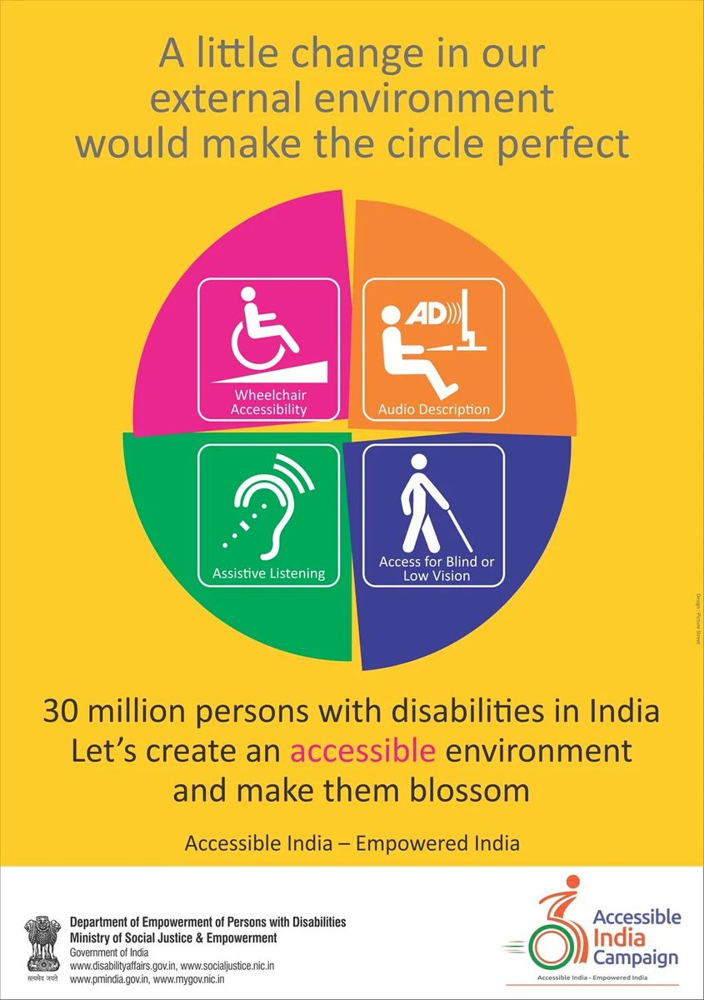 A little change in our
external environment
would make the circle perfect
Wheelchair
Accessibility
AD
Audio Description
Assistive Listening
Access for Blind or
Low Vision
Design - Picture Street
30 million persons with disabilities in India
Let's create an accessible environment
and make them blossom
Accessible India – Empowered India
सत्यमेव जयते
Department of Empowerment of Persons with Disabilities
Ministry of Social Justice & Empowerment
Government of India
www.disabilityaffairs.gov.in, www.socialjustice.nic.in
www.pmindia.gov.in, www.mygov.nic.in
Accessible
India
Campaign
Accessible India - Empowered India